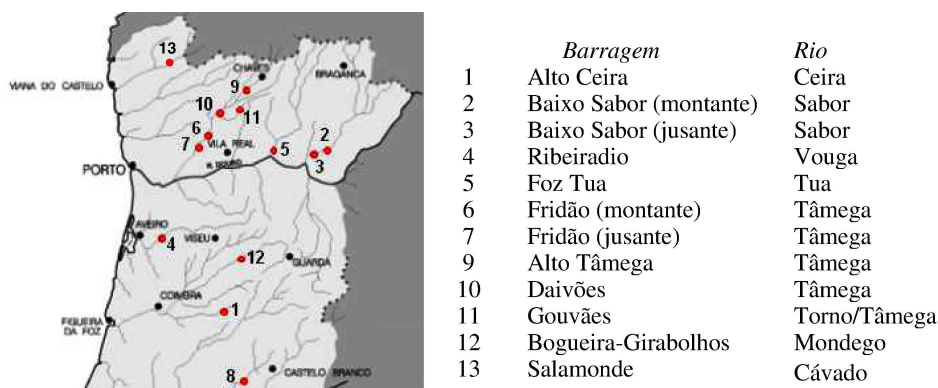 13
CHAVES
BRAGANÇA
VIANA DO CASTELO
9
10
11
6
7
VILA REAL
5
2
3
PORTO
R. DOURO
AVEIRO
4
VISEU
12
GUARDA
COIMBRA
1
FIGUEIRA
DA FOZ
8
CASTELO BRANCO
Barragem Rio
1 Alto Ceira Ceira
2 Baixo Sabor (montante) Sabor
3 Baixo Sabor (jusante) Sabor
4 Ribeiradio Vouga
5 Foz Tua Tua
6 Fridão (montante) Tâmega
7 Fridão (jusante) Tâmega
9 Alto Tâmega Tâmega
10 Daivões Tâmega
11 Gouvães Torno/Tâmega
12 Bogueira-Girabolhos Mondego
13 Salamonde Cávado